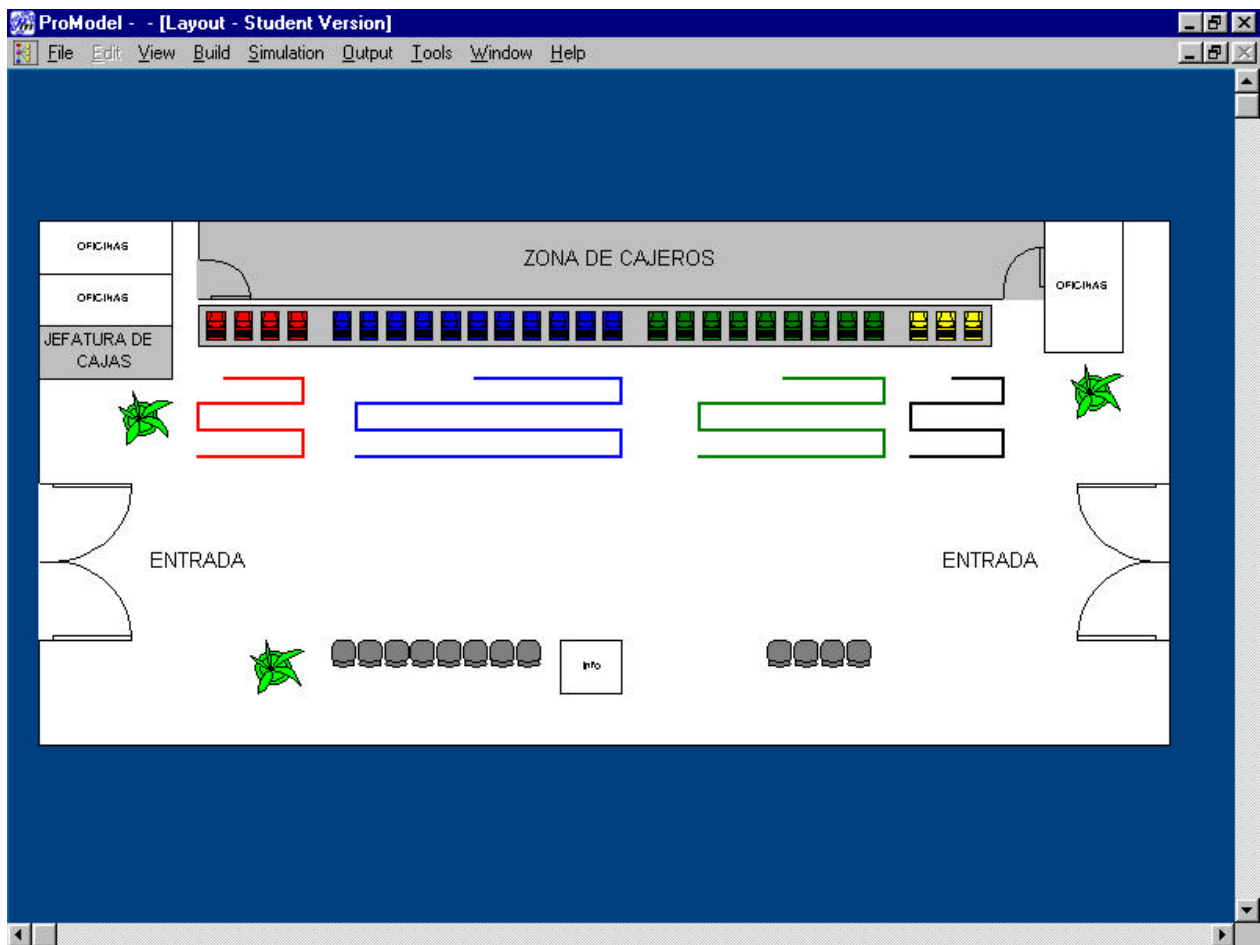 ProModel - - [Layout - Student Version]
File Edit View Build Simulation Output Tools Window Help
OFICINAS
ZONA DE CAJEROS
OFICINAS
OFICINAS
JEFATURA DE
CAJAS
ENTRADA
ENTRADA
Info